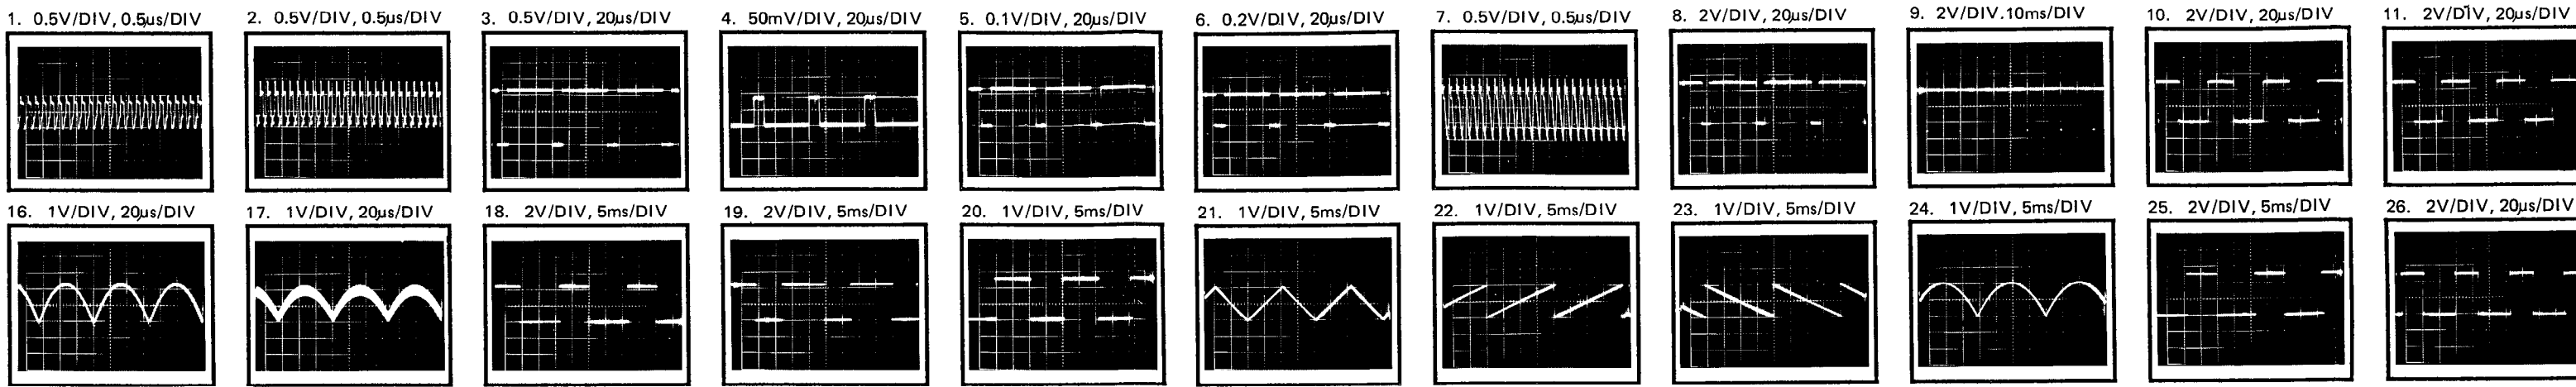 1. 0.5V/DIV, 0.5µs/DIV
2. 0.5V/DIV, 0.5µs/DIV
3. 0.5V/DIV, 20µs/DIV
4. 50mV/DIV, 20µs/DIV
5. 0.1V/DIV, 20µs/DIV
6. 0.2V/DIV, 20µs/DIV
7. 0.5V/DIV, 0.5µs/DIV
8. 2V/DIV, 20µs/DIV
9. 2V/DIV.10ms/DIV
10. 2V/DIV, 20µs/DIV
11. 2V/DIV, 20µs/DIV
16. 1V/DIV, 20µs/DIV
17. 1V/DIV, 20µs/DIV
18. 2V/DIV, 5ms/DIV
19. 2V/DIV, 5ms/DIV
20. 1V/DIV, 5ms/DIV
21. 1V/DIV, 5ms/DIV
22. 1V/DIV, 5ms/DIV
23. 1V/DIV, 5ms/DIV
24. 1V/DIV, 5ms/DIV
25. 2V/DIV, 5ms/DIV
26. 2V/DIV, 20µs/DIV